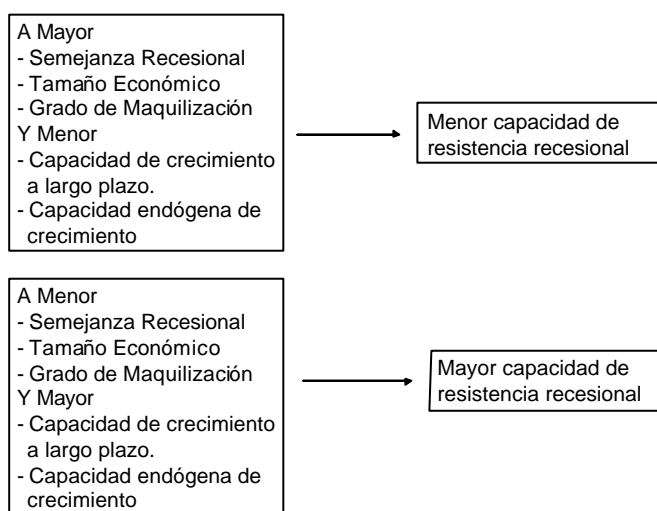 A Mayor
- Semejanza Recesional
- Tamaño Económico
- Grado de Maquilización
Y Menor
- Capacidad de crecimiento
a largo plazo.
- Capacidad endógena de
crecimiento
Menor capacidad de
resistencia recesional
A Menor
- Semejanza Recesional
- Tamaño Económico
- Grado de Maquilización
Y Mayor
- Capacidad de crecimiento
a largo plazo.
- Capacidad endógena de
crecimiento
Mayor capacidad de
resistencia recesional